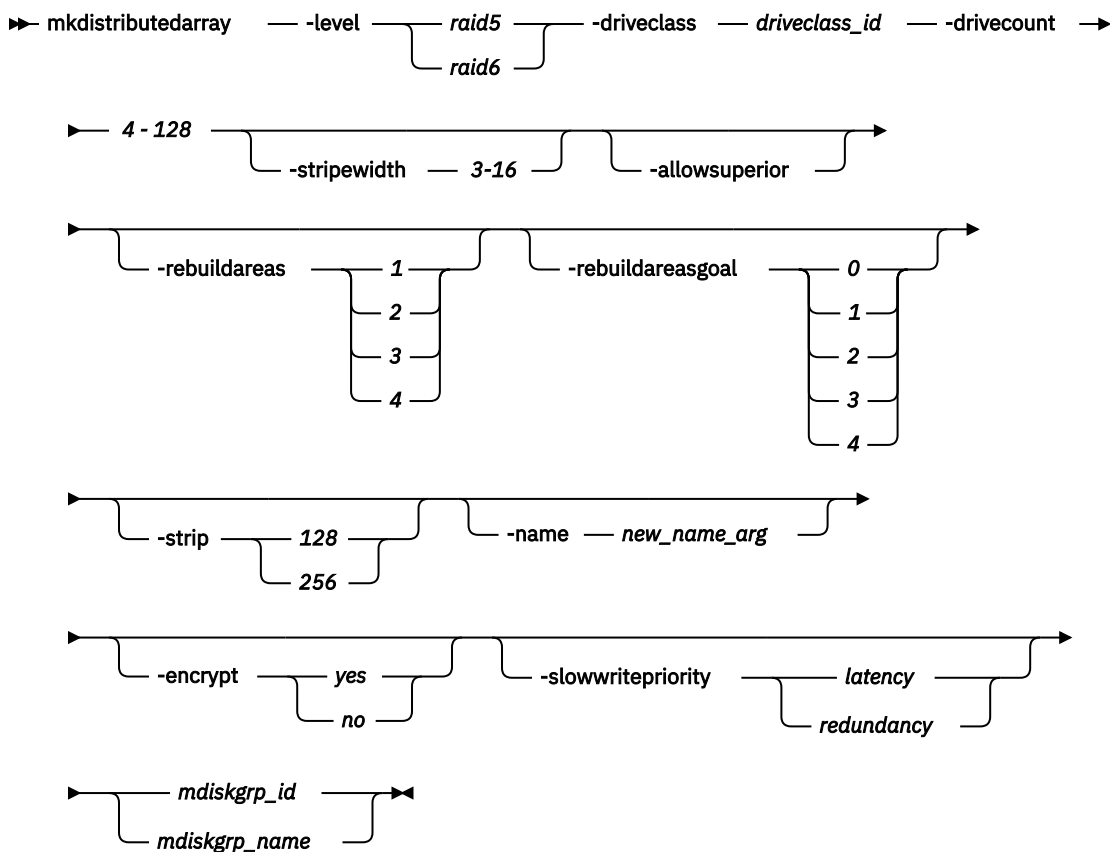 mkdistributedarray -level raid5 -driveclass driveclass_id -drivecount
raid6
4 - 128
-stripewidth 3-16 -allowsuperior
-rebuildareas 1 -rebuildareasgoal 0
2 1
3 2
4 3
4
-strip 128 -name new_name_arg
256
-encrypt yes -slowwritepriority latency
no redundancy
mdiskgrp_id
mdiskgrp_name